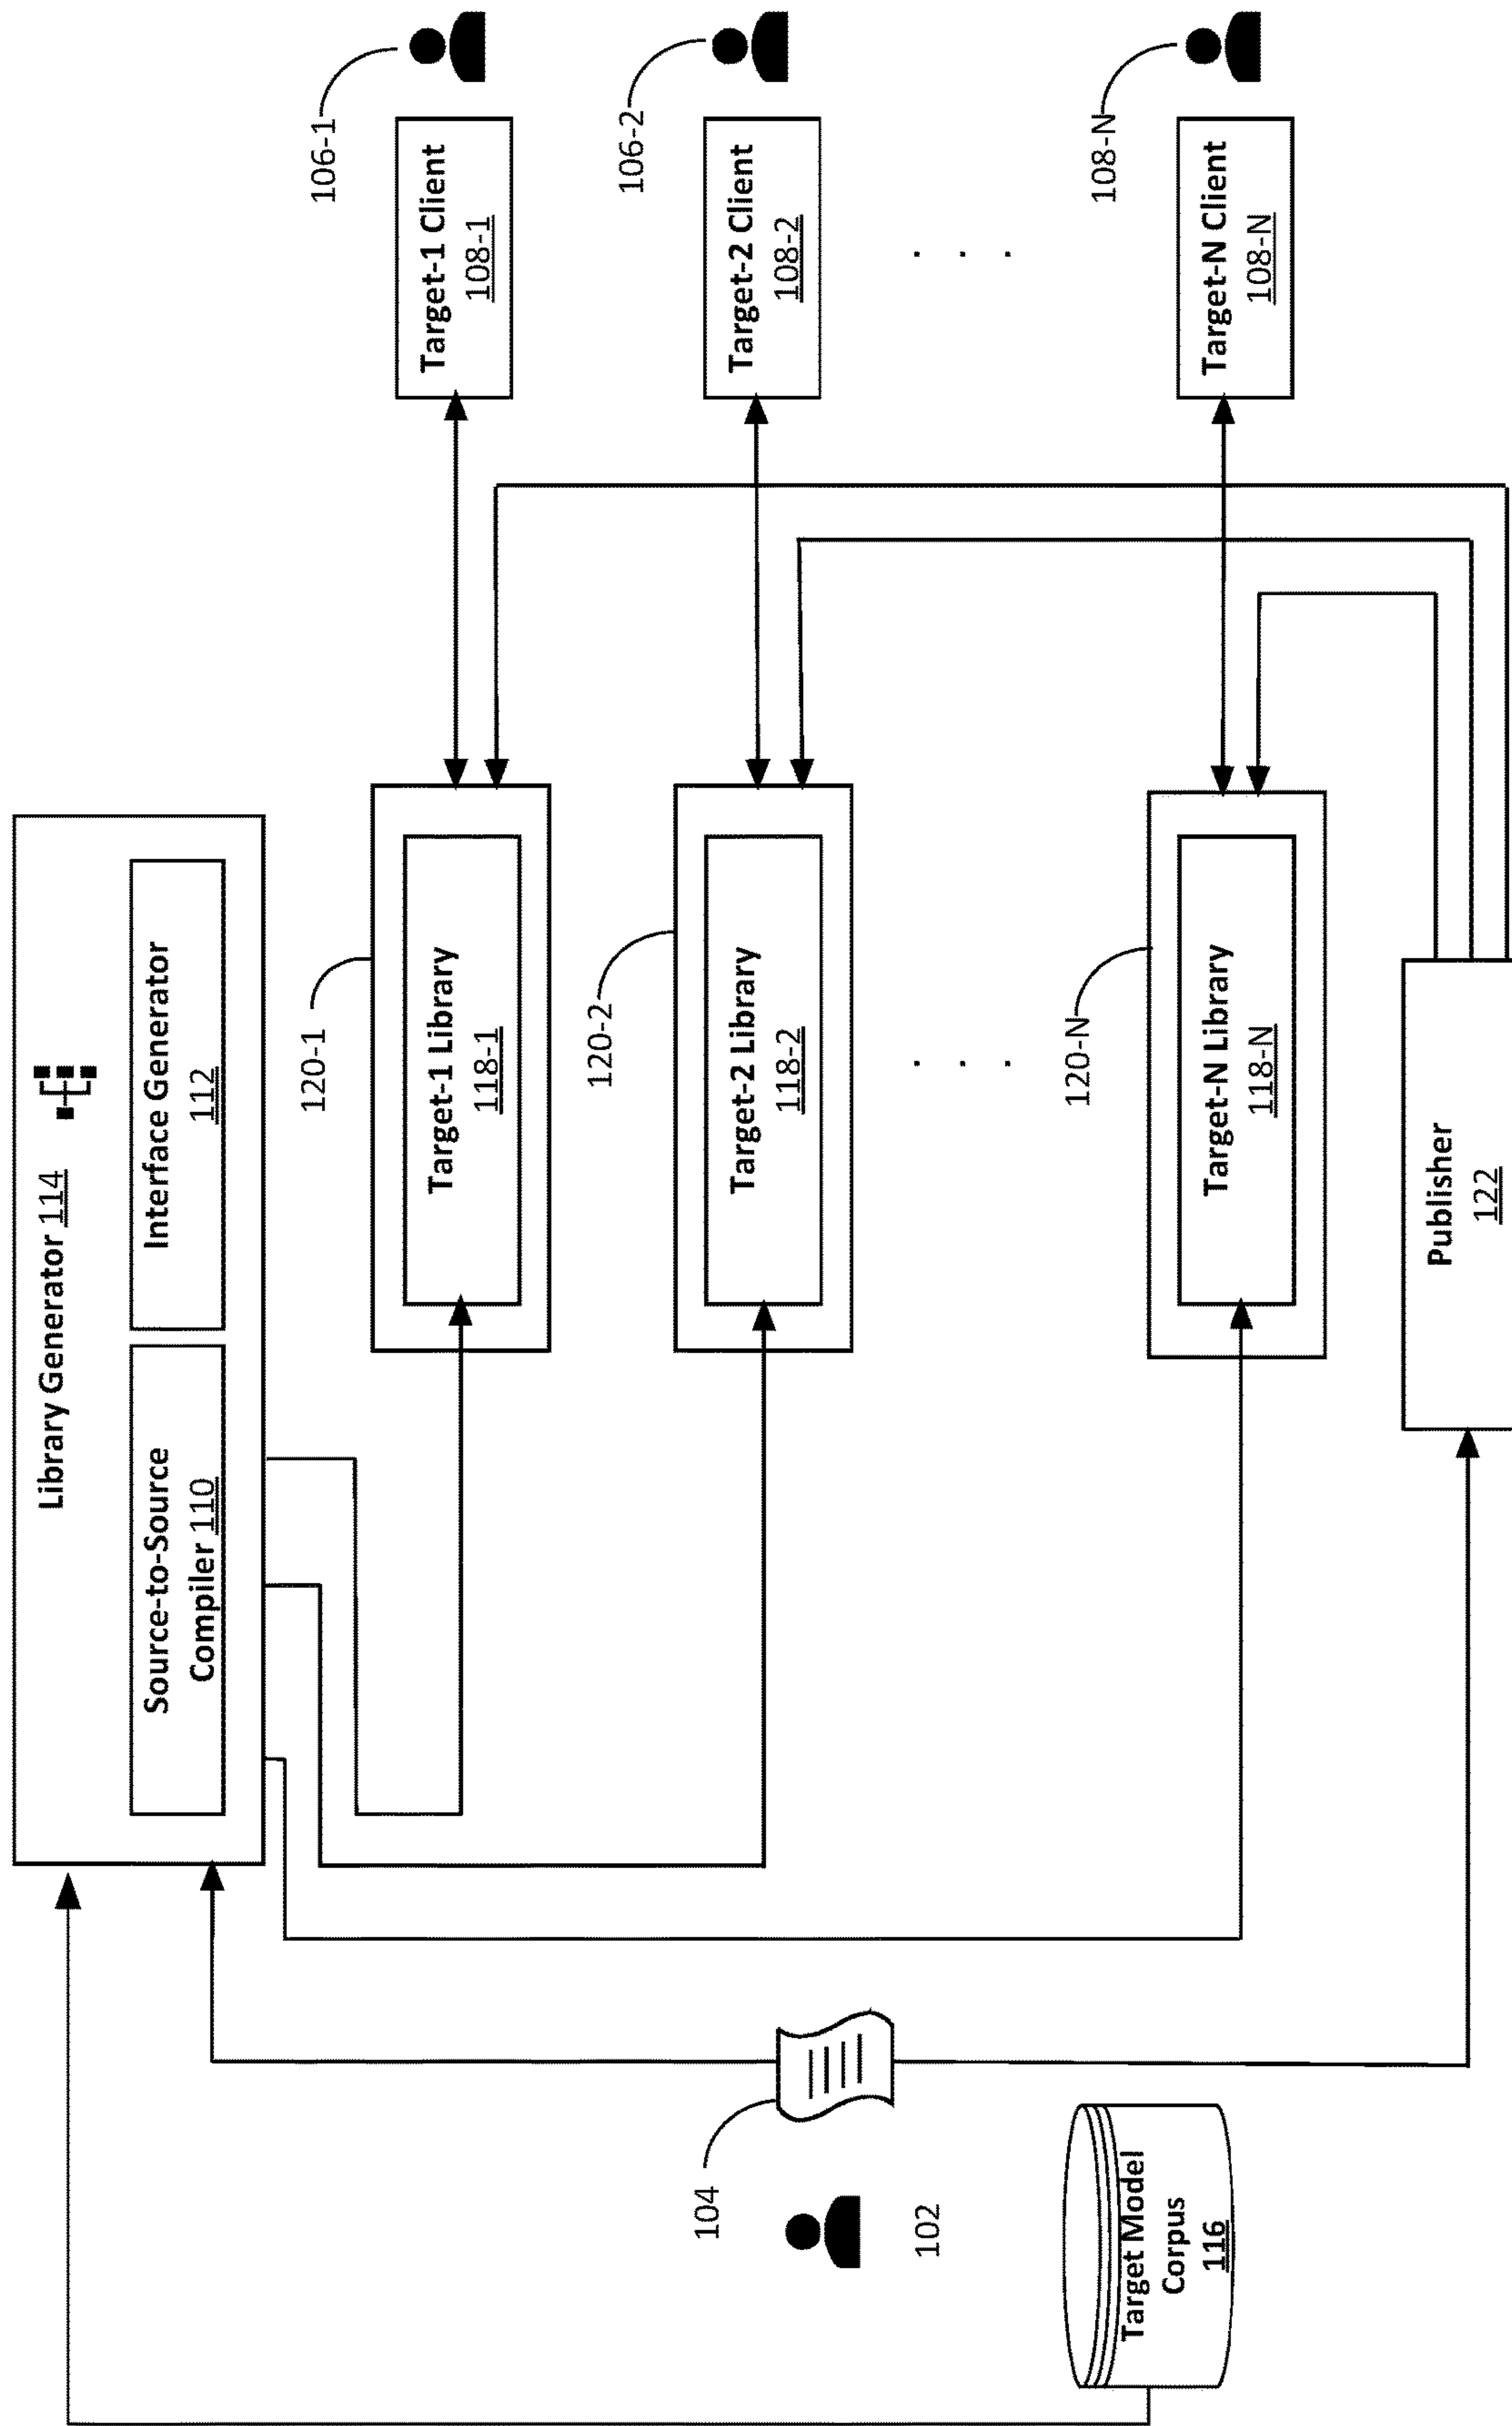 Library Generator 114
Source-to-Source
Compiler 110
Interface Generator
112
120-1
Target-1 Library
118-1
106-1
Target-1 Client
108-1
120-2
Target-2 Library
118-2
106-2
Target-2 Client
108-2
104
102
. . .
. . .
120-N
Target-N Library
118-N
108-N
Target-N Client
108-N
Target Model
Corpus
116
Publisher
122